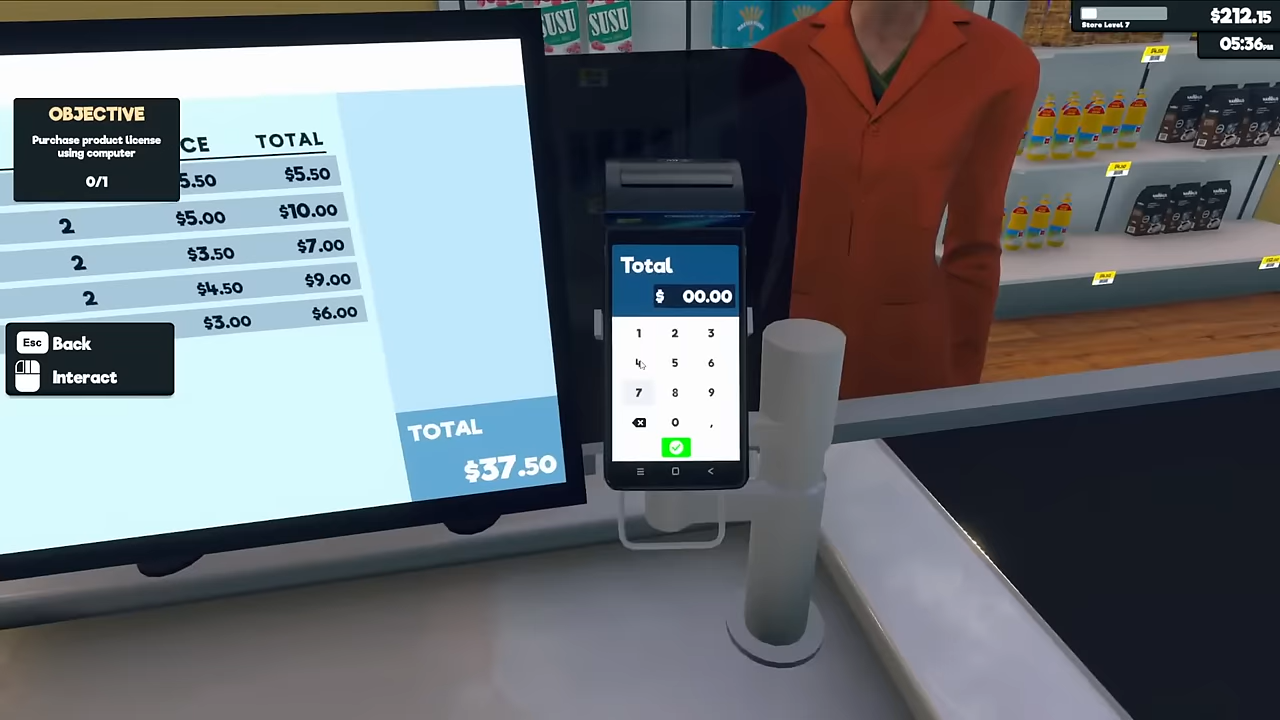 SUSU SUSU
Store Level 7
$212.15
05:36PM
OBJECTIVE
Purchase product license
using computer
0/1
CE TOTAL
5.50 $5.50
2 $5.00 $10.00
2 $3.50 $7.00
2 $4.50 $9.00
$3.00 $6.00
Esc Back
Interact
TOTAL
$37.50
Total
$ 00.00
1 2 3
4 5 6
7 8 9
0 ,